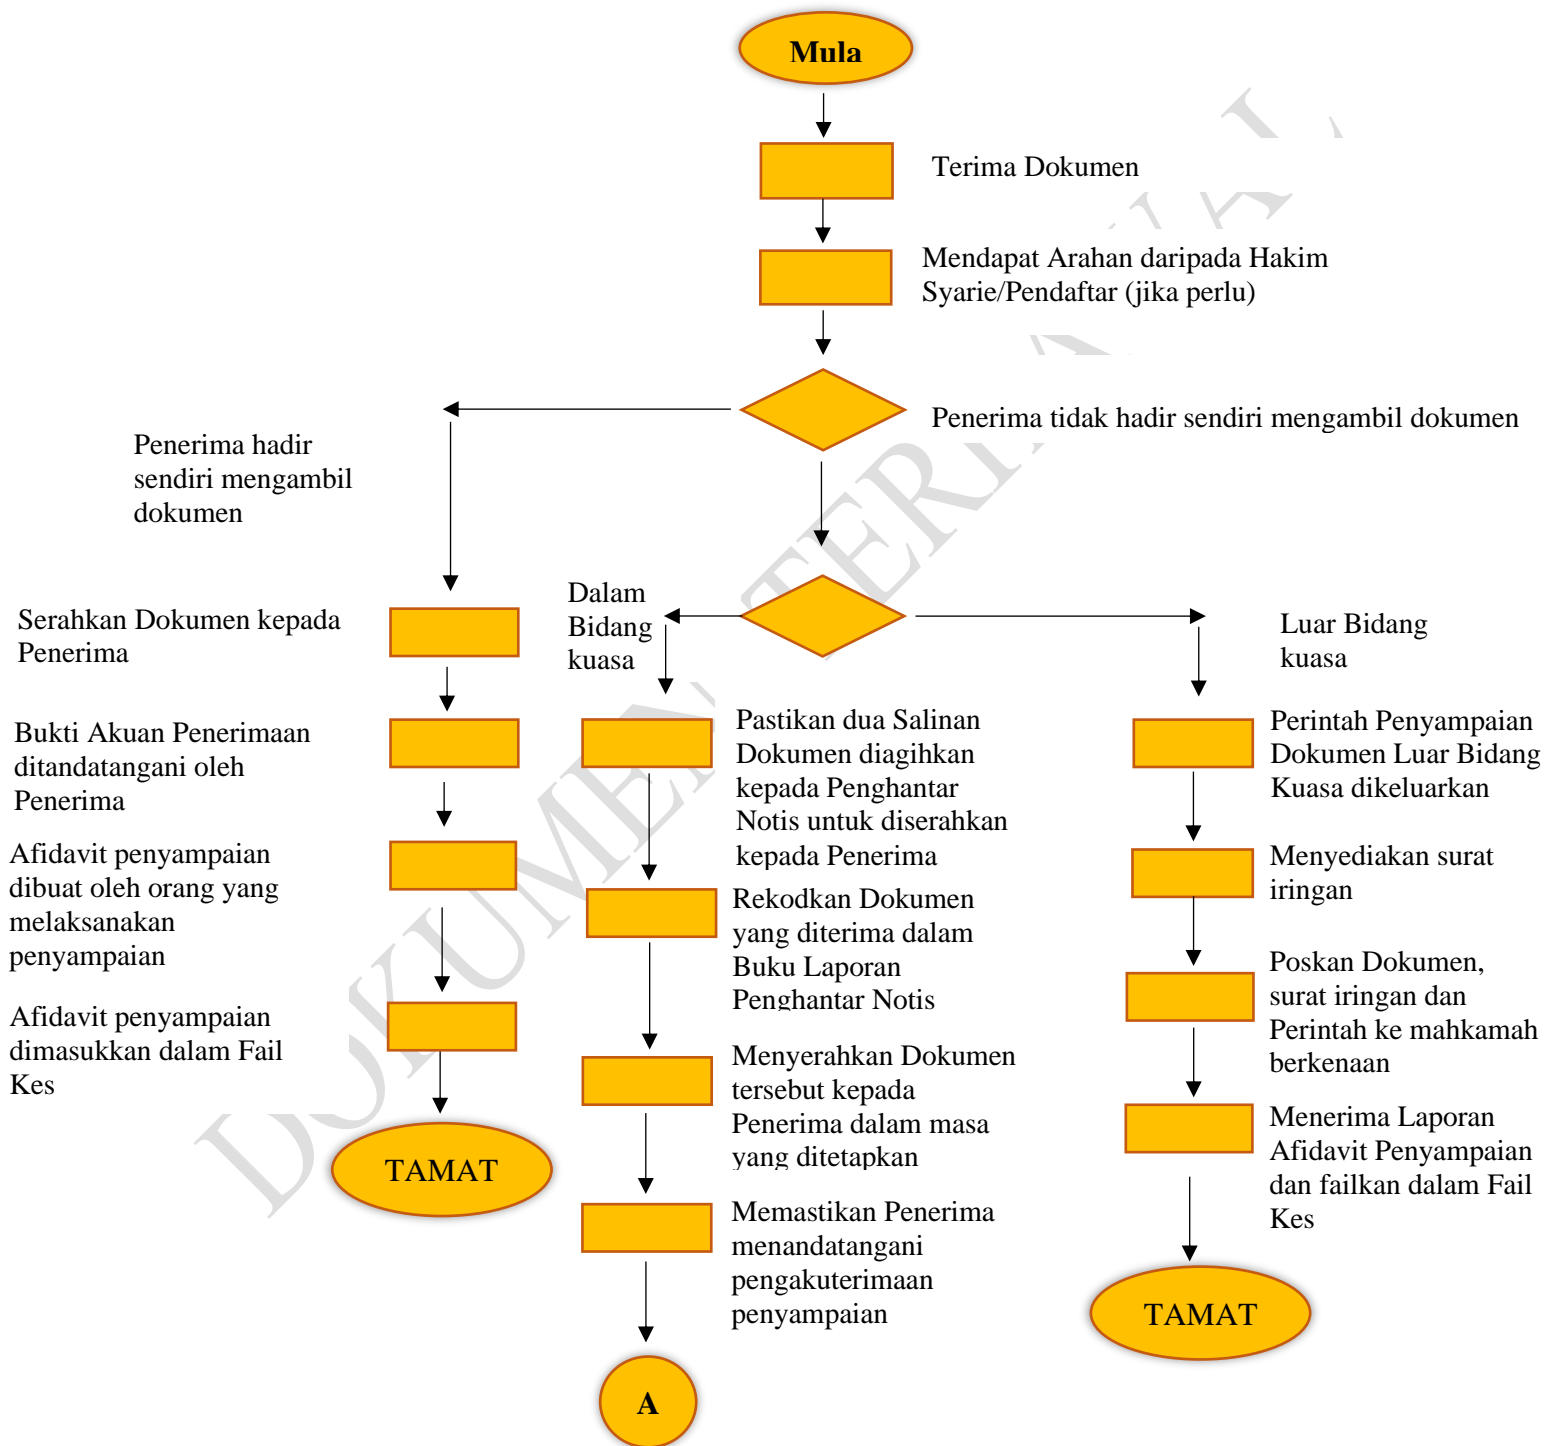 Mula
Terima Dokumen
Mendapat Arahan daripada Hakim
Syarie/Pendaftar (jika perlu)
Penerima tidak hadir sendiri mengambil dokumen
Penerima hadir
sendiri mengambil
dokumen
Serahkan Dokumen kepada
Penerima
Bukti Akuan Penerimaan
ditandatangani oleh
Penerima
Afidavit penyampaian
dibuat oleh orang yang
melaksanakan
penyampaian
Afidavit penyampaian
dimasukkan dalam Fail
Kes
TAMAT
Dalam
Bidang
kuasa
Pastikan dua Salinan
Dokumen diagihkan
kepada Penghantar
Notis untuk diserahkan
kepada Penerima
Rekodkan Dokumen
yang diterima dalam
Buku Laporan
Penghantar Notis
Menyerahkan Dokumen
tersebut kepada
Penerima dalam masa
yang ditetapkan
Memastikan Penerima
menandatangani
pengakuterimaan
penyampaian
A
Luar Bidang
kuasa
Perintah Penyampaian
Dokumen Luar Bidang
Kuasa dikeluarkan
Menyediakan surat
iringan
Poskan Dokumen,
surat iringan dan
Perintah ke mahkamah
berkenaan
Menerima Laporan
Afidavit Penyampaian
dan failkan dalam Fail
Kes
TAMAT
DOKUMEN